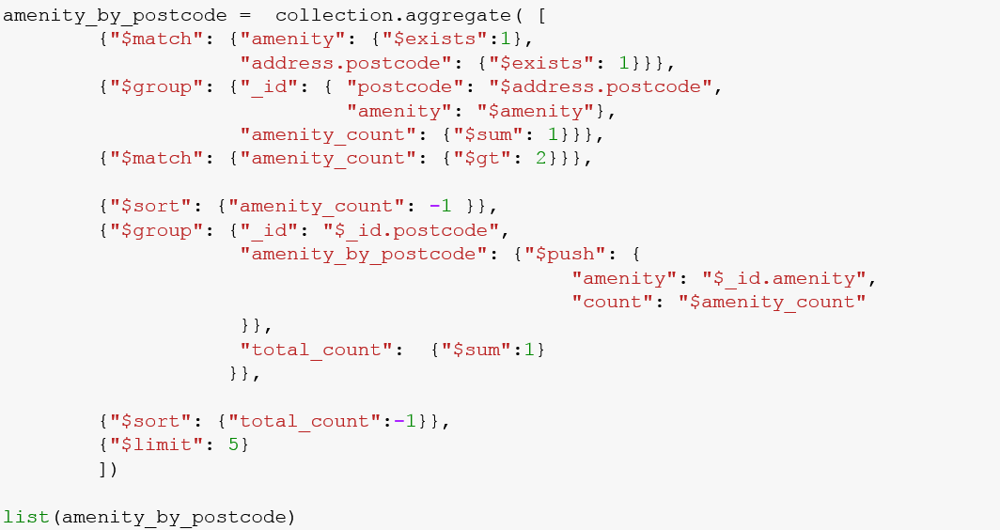 amenity_by_postcode =  collection.aggregate( [
        {"$match": {"amenity": {"$exists":1},
                    "address.postcode": {"$exists": 1}}},
        {"$group": {"_id": { "postcode": "$address.postcode",
                             "amenity": "$amenity"},
                    "amenity_count": {"$sum": 1}}},
        {"$match": {"amenity_count": {"$gt": 2}}},

        {"$sort": {"amenity_count": -1 }},
        {"$group": {"_id": "$_id.postcode",
                    "amenity_by_postcode": {"$push": {
                                                "amenity": "$_id.amenity",
                                                "count": "$amenity_count"
                    }},
                    "total_count":  {"$sum":1}
                   }},

        {"$sort": {"total_count":-1}},
        {"$limit": 5}
        ])

list(amenity_by_postcode)